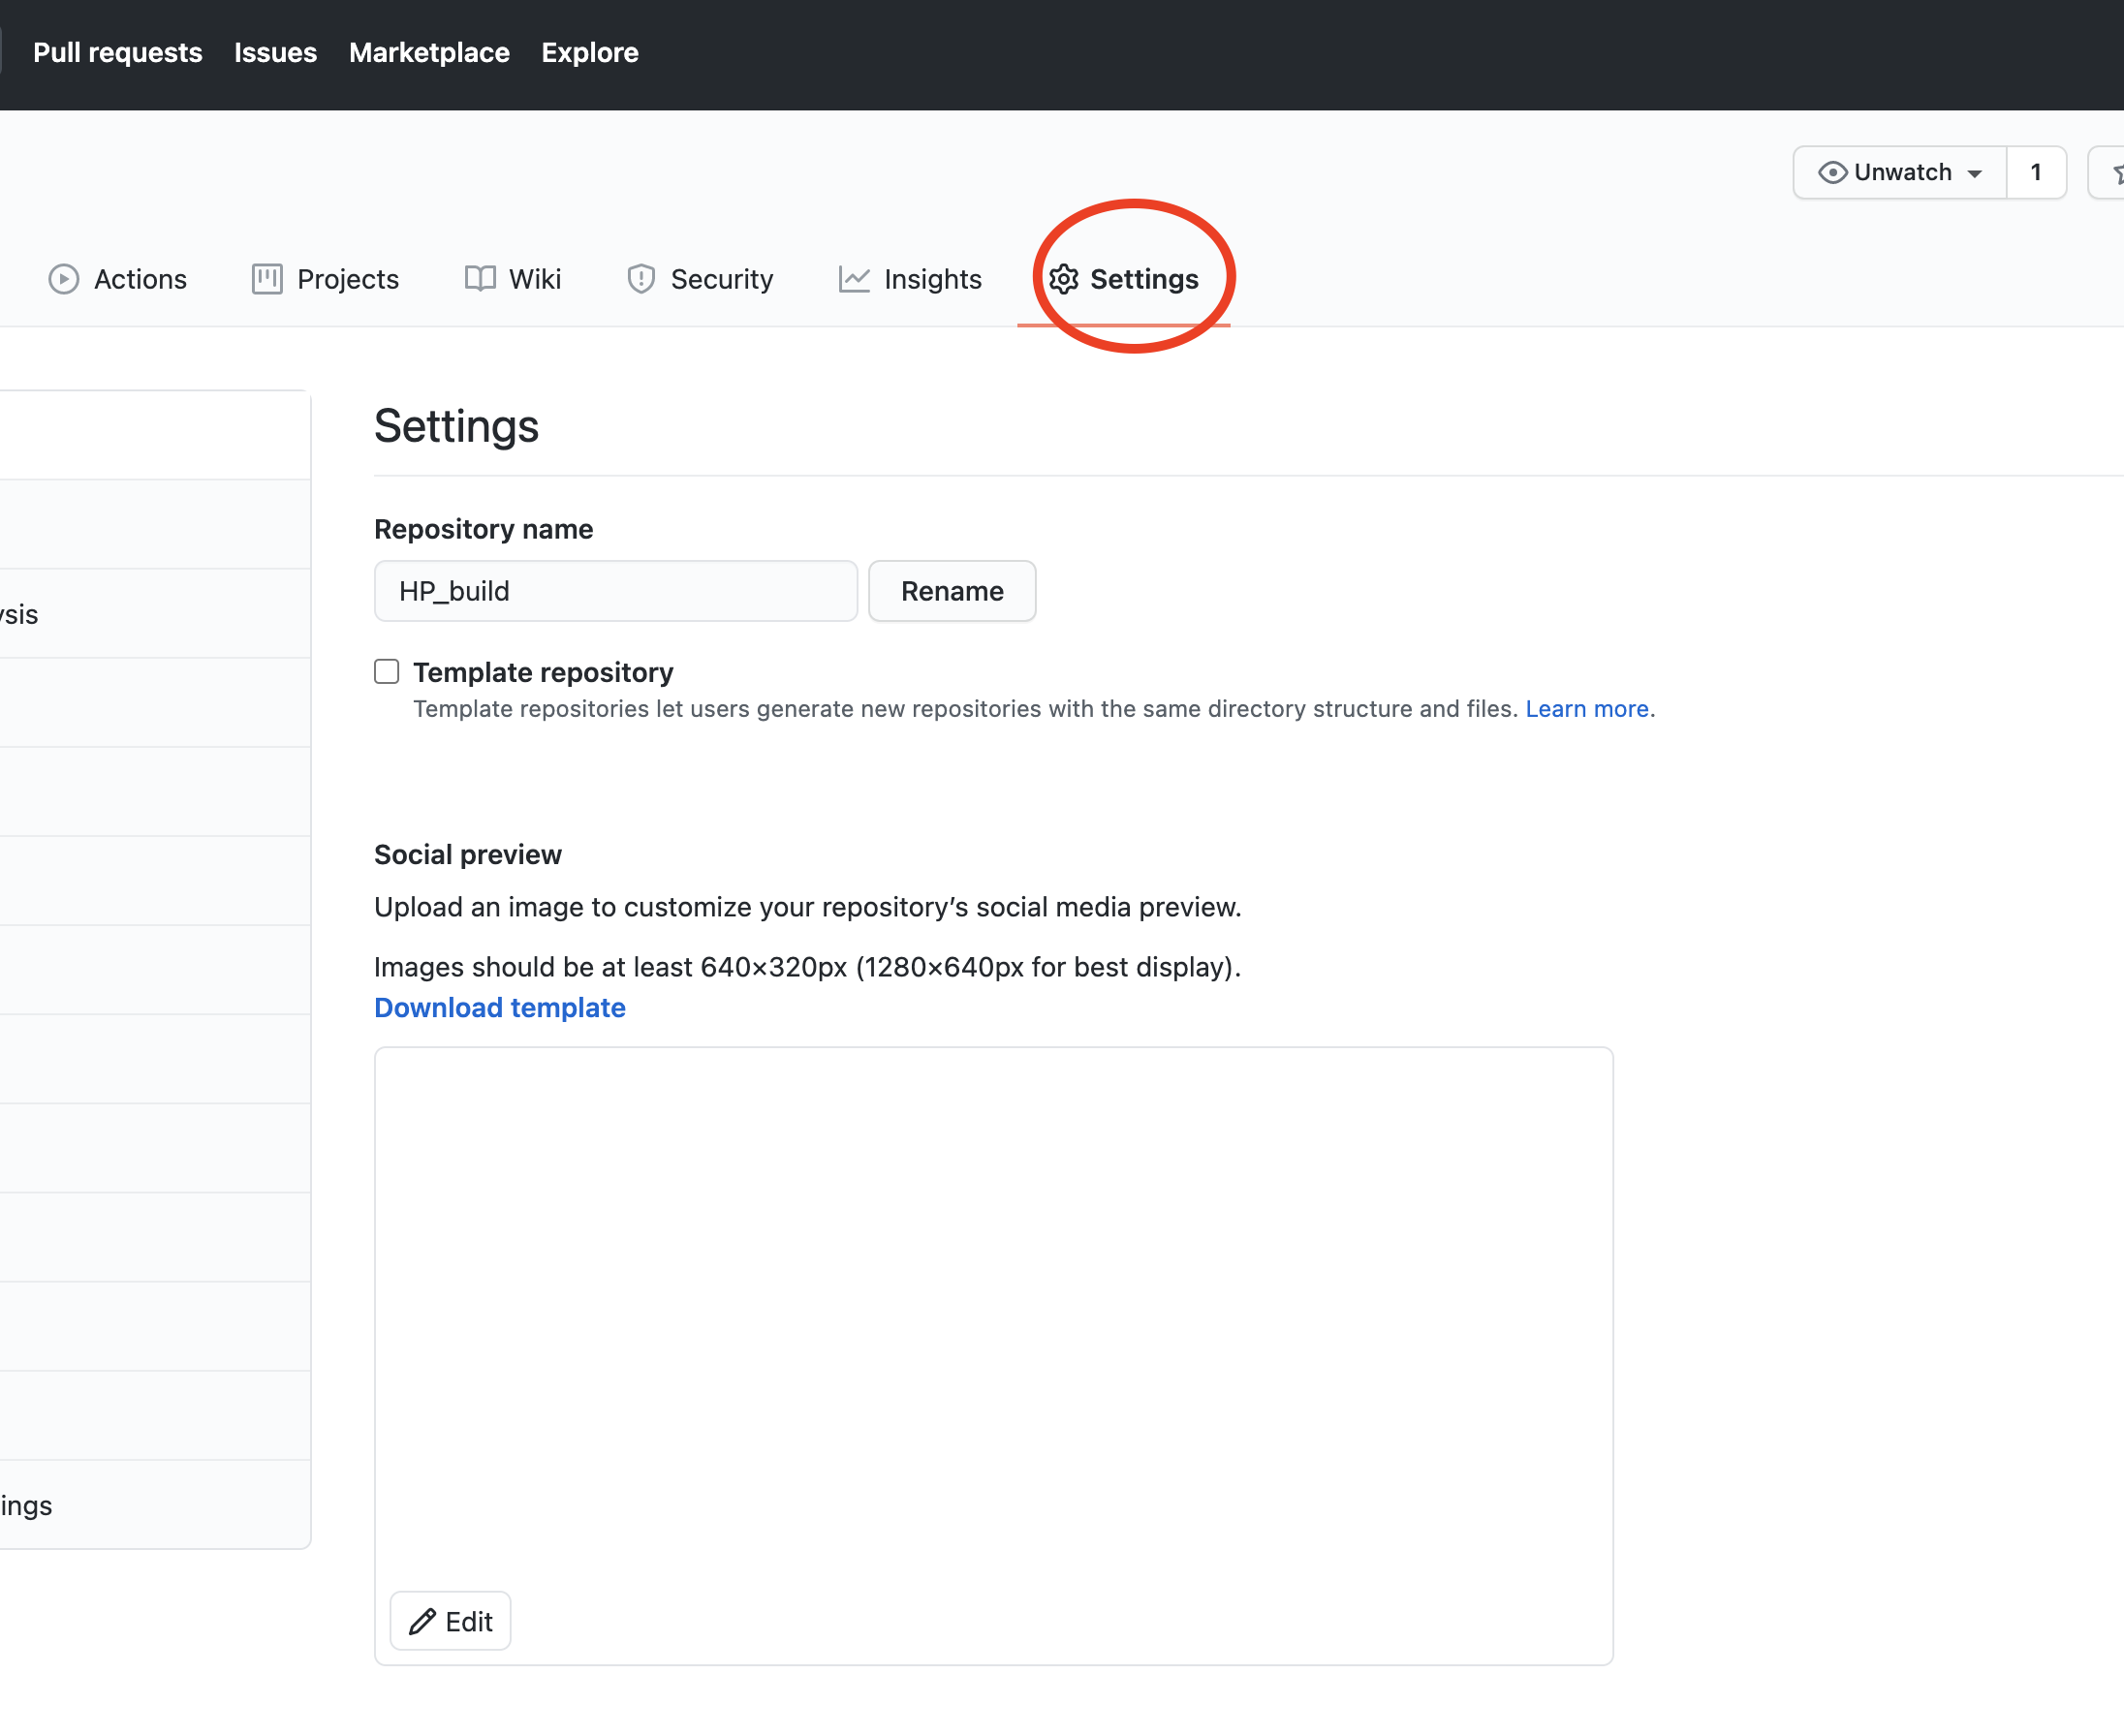 Pull requests Issues Marketplace Explore
Unwatch 1
Actions Projects Wiki Security Insights Settings
Settings
Repository name
HP_build Rename
ysis
Template repository
Template repositories let users generate new repositories with the same directory structure and files. Learn more.
Social preview
Upload an image to customize your repository’s social media preview.
Images should be at least 640×320px (1280×640px for best display).
Download template
ings
Edit